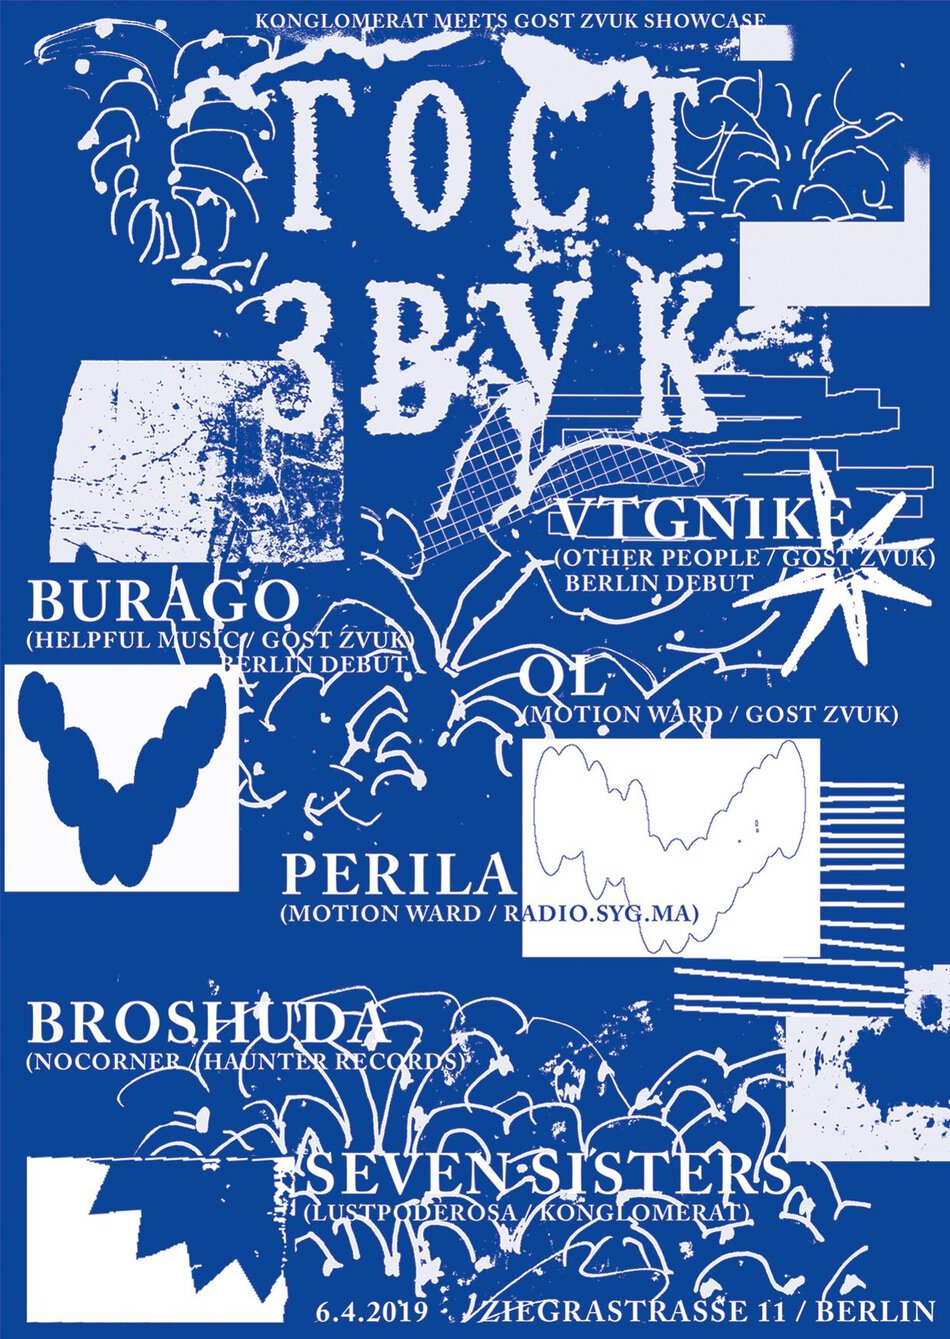 KONGLOMERAT MEETS GOST ZVUK SHOWCASE
ГОСТ
ЗВУК
VTGNIKE
(OTHER PEOPLE / GOST ZVUK)
BERLIN DEBUT
BURAGO
(HELPFUL MUSIC / GOST ZVUK)
BERLIN DEBUT
OL
(MOTION WARD / GOST ZVUK)
PERILA
(MOTION WARD / RADIO.SYG.MA)
BROSHUDA
(NOCORNER / HAUNTER RECORDS)
SEVEN SISTERS
(LUSTPODEROSA / KONGLOMERAT)
6.4.2019 / ZIEGRASTRASSE 11 / BERLIN